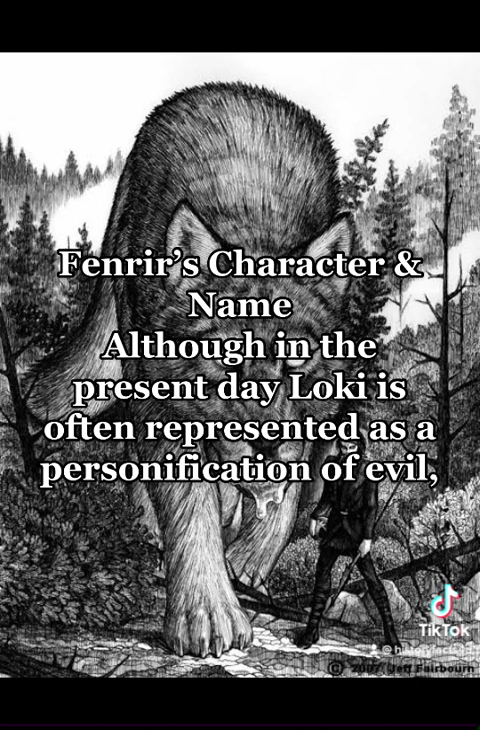 Fenrir’s Character &
Name
Although in the
present day Loki is
often represented as a
personification of evil,
TikTok
© 2007 Jeff Fairbourn